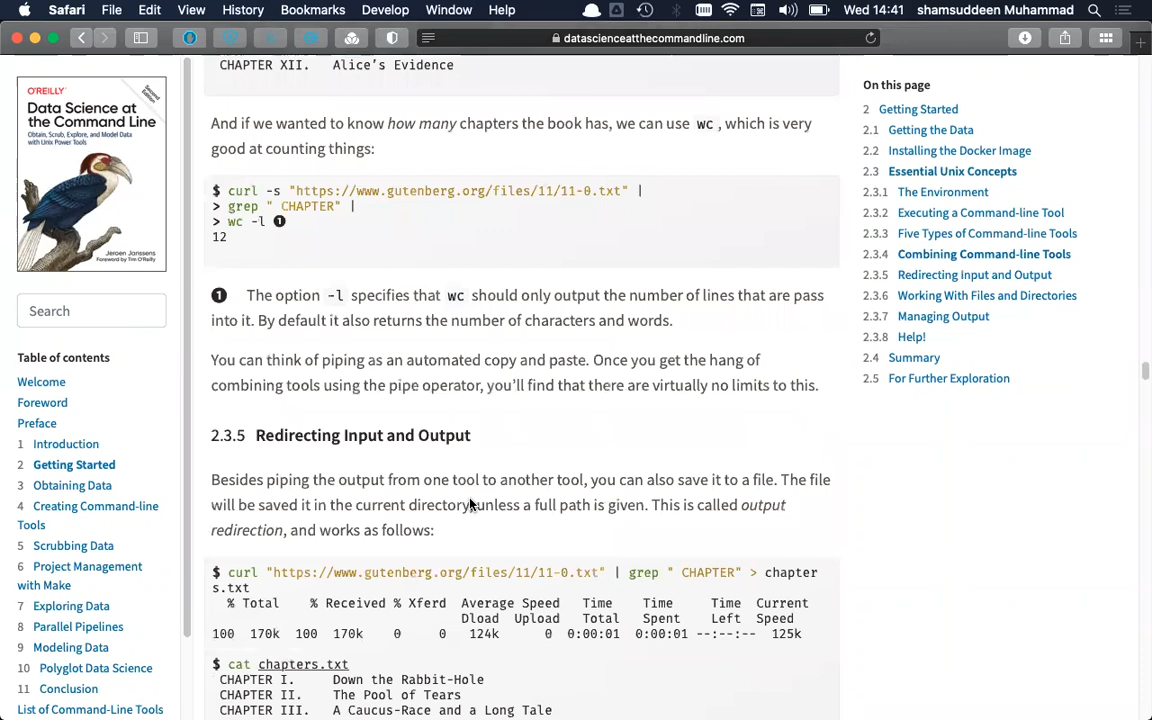 Safari File Edit View History Bookmarks Develop Window Help Wed 14:41 shamsuddeen Muhammad
datascienceatthecommandline.com
O'REILLY®
Second Edition
Data Science at
the Command Line
Obtain, Scrub, Explore, and Model Data
with Unix Power Tools
Jeroen Janssens
Foreword by Tim O'Reilly
Search
Table of contents
Welcome
Foreword
Preface
1 Introduction
2 Getting Started
3 Obtaining Data
4 Creating Command-line
Tools
5 Scrubbing Data
6 Project Management
with Make
7 Exploring Data
8 Parallel Pipelines
9 Modeling Data
10 Polyglot Data Science
11 Conclusion
List of Command-Line Tools
CHAPTER XII. Alice's Evidence
And if we wanted to know how many chapters the book has, we can use wc, which is very
good at counting things:
$ curl -s "https://www.gutenberg.org/files/11/11-0.txt" |
> grep " CHAPTER" |
> wc -l ❶
12
❶ The option -l specifies that wc should only output the number of lines that are pass
into it. By default it also returns the number of characters and words.
You can think of piping as an automated copy and paste. Once you get the hang of
combining tools using the pipe operator, you'll find that there are virtually no limits to this.
2.3.5 Redirecting Input and Output
Besides piping the output from one tool to another tool, you can also save it to a file. The file
will be saved it in the current directory, unless a full path is given. This is called output
redirection, and works as follows:
$ curl "https://www.gutenberg.org/files/11/11-0.txt" | grep " CHAPTER" > chapter
s.txt
% Total % Received % Xferd Average Speed Time Time Time Current
Dload Upload Total Spent Left Speed
100 170k 100 170k 0 0 124k 0 0:00:01 0:00:01 --:--:-- 125k
$ cat chapters.txt
CHAPTER I. Down the Rabbit-Hole
CHAPTER II. The Pool of Tears
CHAPTER III. A Caucus-Race and a Long Tale
On this page
2 Getting Started
2.1 Getting the Data
2.2 Installing the Docker Image
2.3 Essential Unix Concepts
2.3.1 The Environment
2.3.2 Executing a Command-line Tool
2.3.3 Five Types of Command-line Tools
2.3.4 Combining Command-line Tools
2.3.5 Redirecting Input and Output
2.3.6 Working With Files and Directories
2.3.7 Managing Output
2.3.8 Help!
2.4 Summary
2.5 For Further Exploration